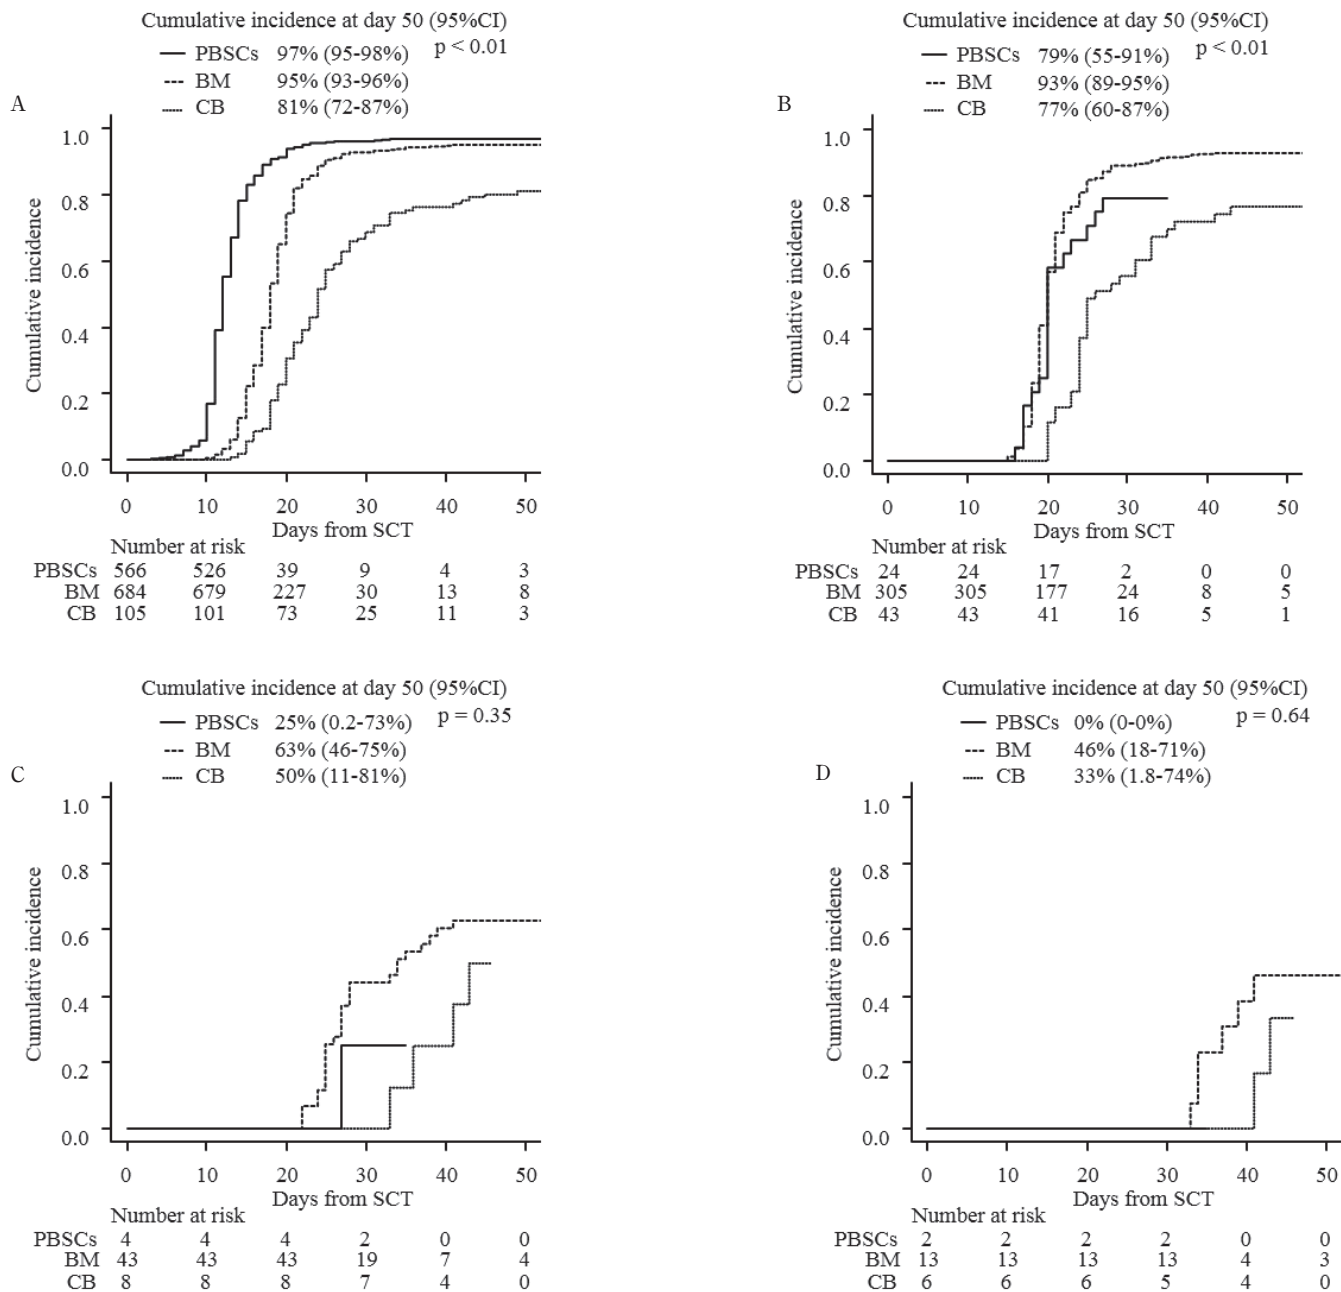 Cumulative incidence at day 50 (95%CI)
PBSCs 97% (95-98%) p < 0.01
BM 95% (93-96%)
CB 81% (72-87%)
A
Cumulative incidence
1.0
0.8
0.6
0.4
0.2
0.0
0 10 20 30 40 50
Days from SCT
Number at risk
PBSCs 566 526 39 9 4 3
BM 684 679 227 30 13 8
CB 105 101 73 25 11 3
Cumulative incidence at day 50 (95%CI)
PBSCs 79% (55-91%) p < 0.01
BM 93% (89-95%)
CB 77% (60-87%)
B
Cumulative incidence
1.0
0.8
0.6
0.4
0.2
0.0
0 10 20 30 40 50
Days from SCT
Number at risk
PBSCs 24 24 17 2 0 0
BM 305 305 177 24 8 5
CB 43 43 41 16 5 1
Cumulative incidence at day 50 (95%CI)
PBSCs 25% (0.2-73%) p = 0.35
BM 63% (46-75%)
CB 50% (11-81%)
C
Cumulative incidence
1.0
0.8
0.6
0.4
0.2
0.0
0 10 20 30 40 50
Days from SCT
Number at risk
PBSCs 4 4 4 2 0 0
BM 43 43 43 19 7 4
CB 8 8 8 7 4 0
Cumulative incidence at day 50 (95%CI)
PBSCs 0% (0-0%) p = 0.64
BM 46% (18-71%)
CB 33% (1.8-74%)
D
Cumulative incidence
1.0
0.8
0.6
0.4
0.2
0.0
0 10 20 30 40 50
Days from SCT
Number at risk
PBSCs 2 2 2 2 0 0
BM 13 13 13 13 4 3
CB 6 6 6 5 4 0